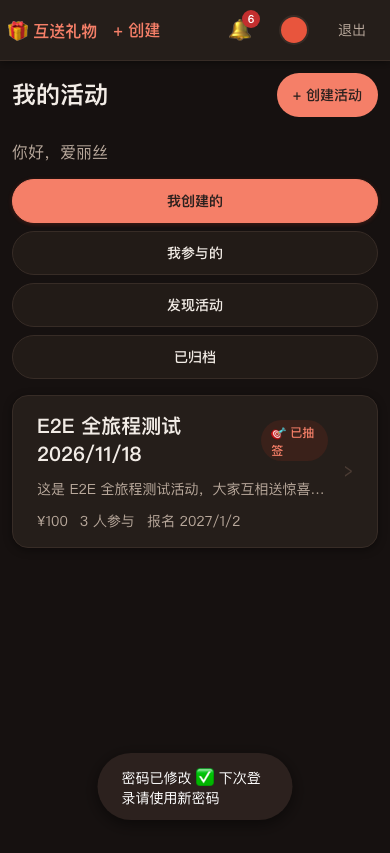 🎁 互送礼物 + 创建 🔔 6 退出
我的活动 + 创建活动
你好，爱丽丝
我创建的
我参与的
发现活动
已归档
E2E 全旅程测试
2026/11/18
🎯 已抽
签
这是 E2E 全旅程测试活动，大家互相送惊喜...
¥100 3 人参与 报名 2027/1/2
密码已修改 ✅ 下次登
录请使用新密码